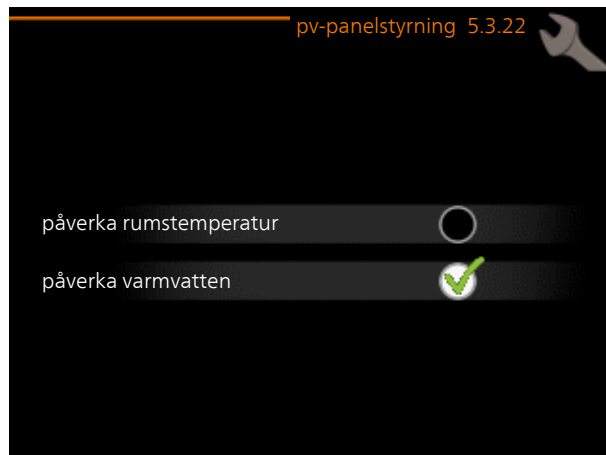 pv-panelstyrning 5.3.22
påverka rumstemperatur
påverka varmvatten